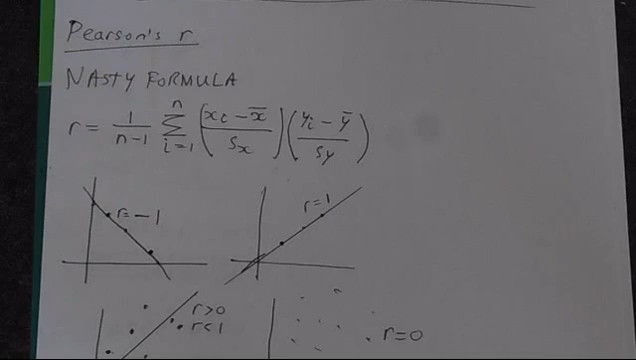 Pearson's r
NASTY FORMULA
r = 1/(n-1) Σ_{i=1}^{n} ((x_i - x̄)/s_x) ((y_i - ȳ)/s_y)
r=-1
r=1
r>0
r<1
r=0